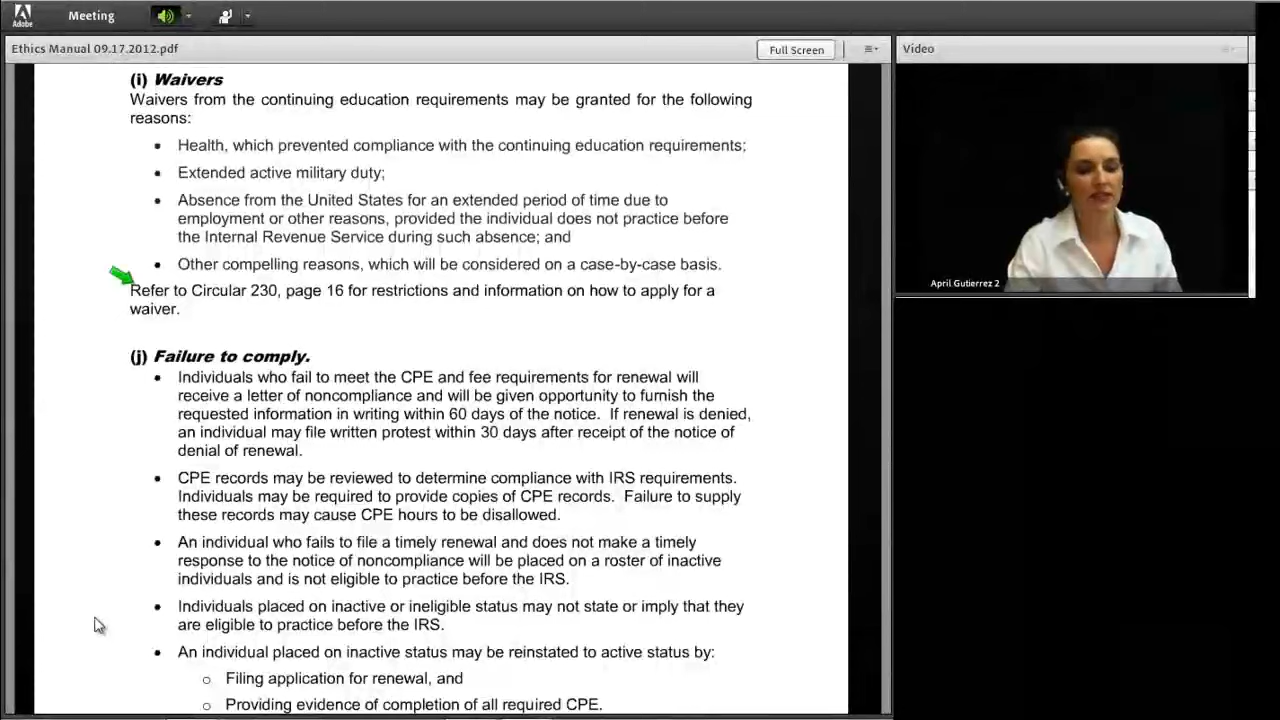 Adobe
Meeting
Ethics Manual 09.17.2012.pdf
Full Screen
Video
(i) Waivers
Waivers from the continuing education requirements may be granted for the following
reasons:
• Health, which prevented compliance with the continuing education requirements;
• Extended active military duty;
• Absence from the United States for an extended period of time due to
employment or other reasons, provided the individual does not practice before
the Internal Revenue Service during such absence; and
• Other compelling reasons, which will be considered on a case-by-case basis.
Refer to Circular 230, page 16 for restrictions and information on how to apply for a
waiver.
(j) Failure to comply.
• Individuals who fail to meet the CPE and fee requirements for renewal will
receive a letter of noncompliance and will be given opportunity to furnish the
requested information in writing within 60 days of the notice. If renewal is denied,
an individual may file written protest within 30 days after receipt of the notice of
denial of renewal.
• CPE records may be reviewed to determine compliance with IRS requirements.
Individuals may be required to provide copies of CPE records. Failure to supply
these records may cause CPE hours to be disallowed.
• An individual who fails to file a timely renewal and does not make a timely
response to the notice of noncompliance will be placed on a roster of inactive
individuals and is not eligible to practice before the IRS.
• Individuals placed on inactive or ineligible status may not state or imply that they
are eligible to practice before the IRS.
• An individual placed on inactive status may be reinstated to active status by:
o Filing application for renewal, and
o Providing evidence of completion of all required CPE.
April Gutierrez 2